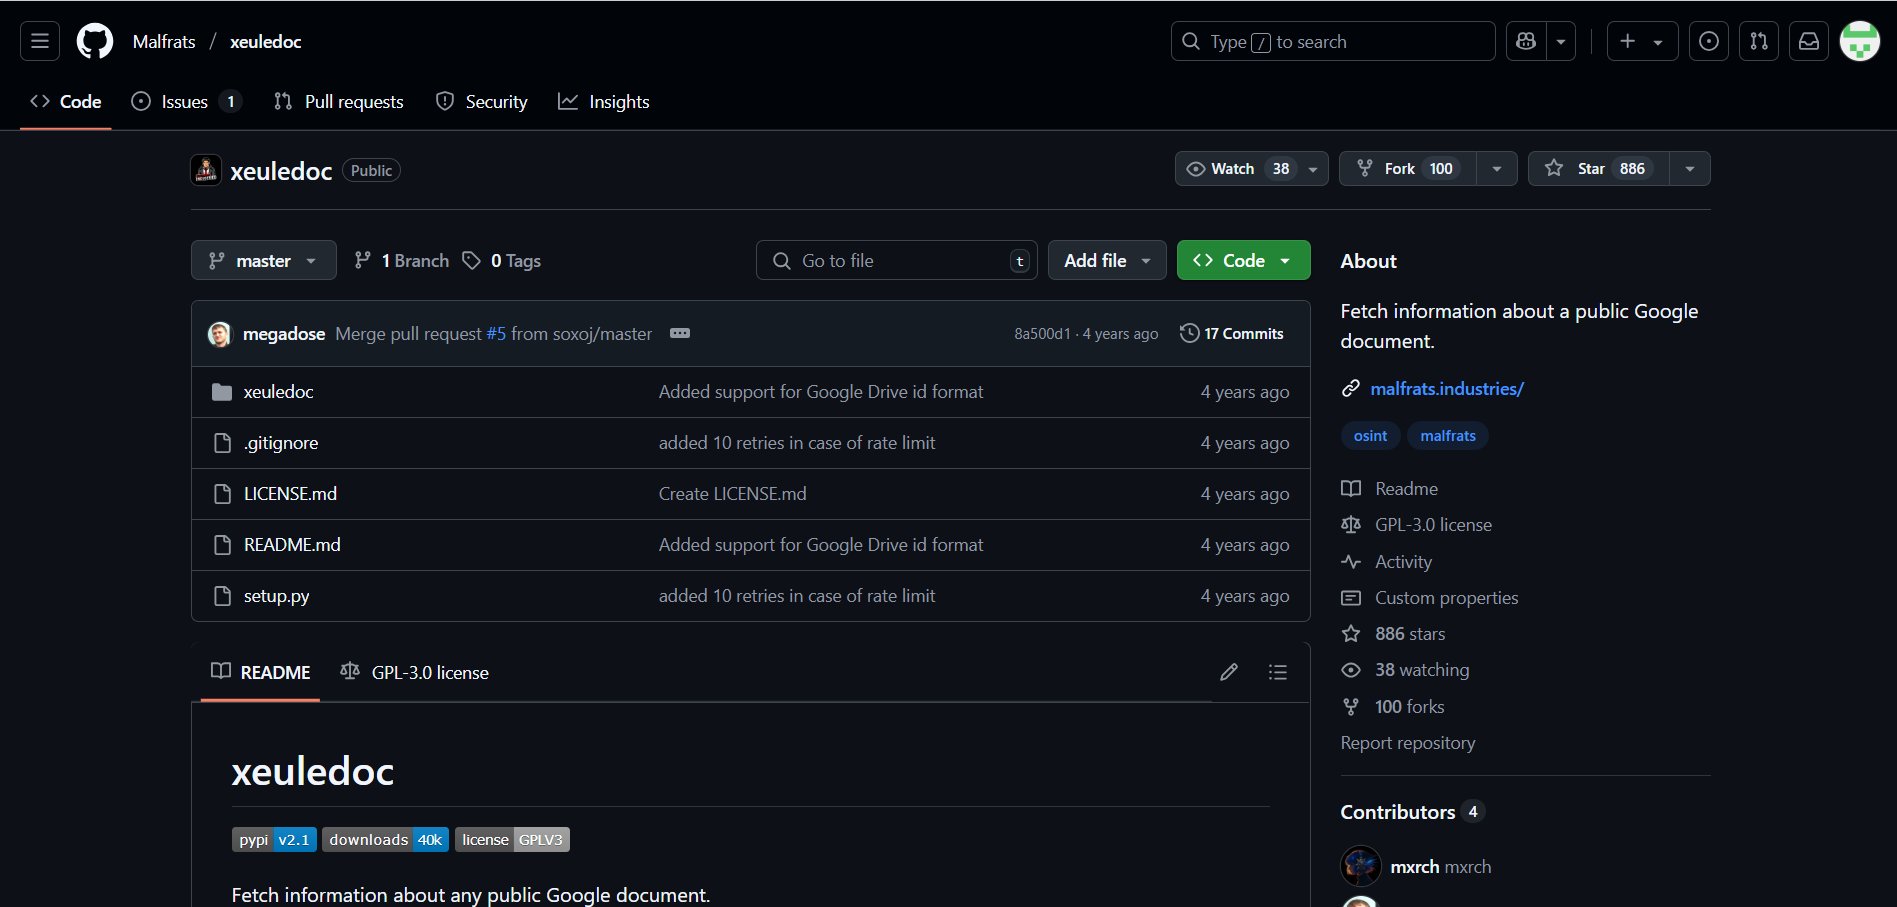 Malfrats / xeuledoc
Type / to search
Code
Issues 1
Pull requests
Security
Insights
xeuledoc Public
Watch 38
Fork 100
Star 886
master
1 Branch
0 Tags
Go to file t
Add file
Code
megadose Merge pull request #5 from soxoj/master
8a500d1 · 4 years ago
17 Commits
xeuledoc Added support for Google Drive id format 4 years ago
.gitignore added 10 retries in case of rate limit 4 years ago
LICENSE.md Create LICENSE.md 4 years ago
README.md Added support for Google Drive id format 4 years ago
setup.py added 10 retries in case of rate limit 4 years ago
README
GPL-3.0 license
xeuledoc
pypi v2.1 downloads 40k license GPLV3
Fetch information about any public Google document.
About
Fetch information about a public Google
document.
malfrats.industries/
osint malfrats
Readme
GPL-3.0 license
Activity
Custom properties
886 stars
38 watching
100 forks
Report repository
Contributors 4
mxrch mxrch